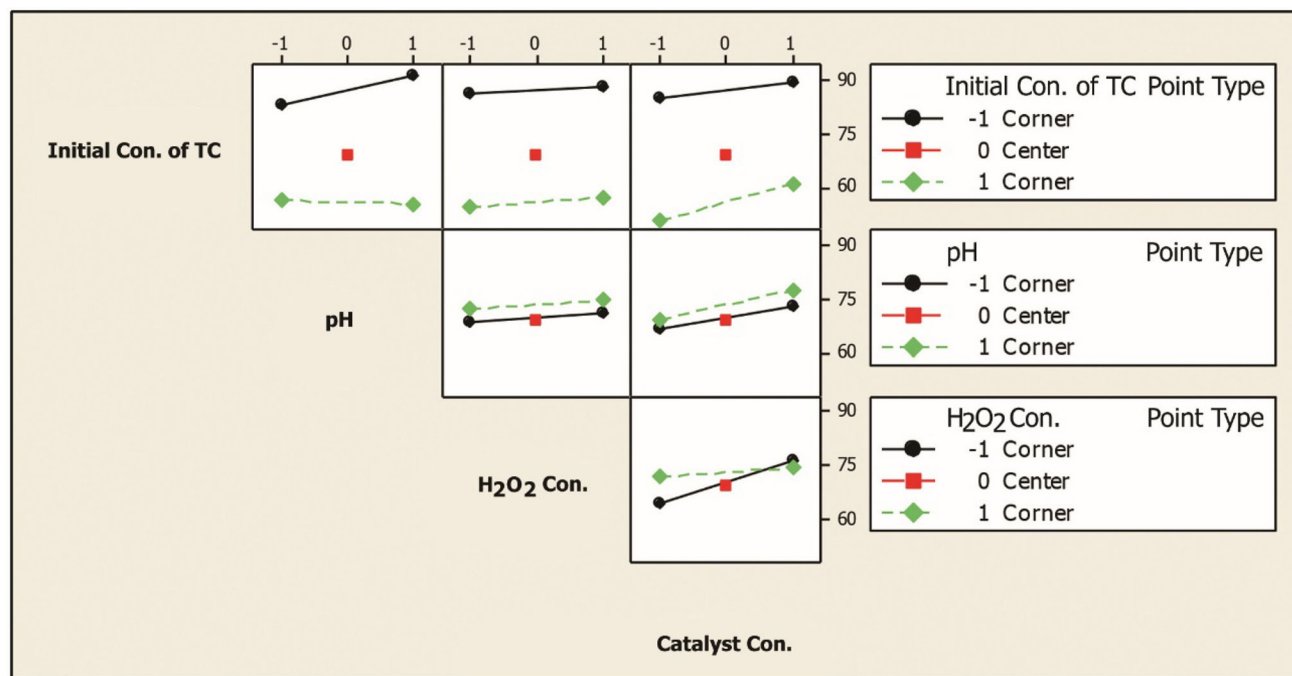 -1 0 1 -1 0 1 -1 0 1
90
75
60
Initial Con. of TC
Initial Con. of TC Point Type
-1 Corner
0 Center
1 Corner
90
75
60
pH
pH Point Type
-1 Corner
0 Center
1 Corner
90
75
60
H₂O₂ Con.
H₂O₂ Con. Point Type
-1 Corner
0 Center
1 Corner
Catalyst Con.